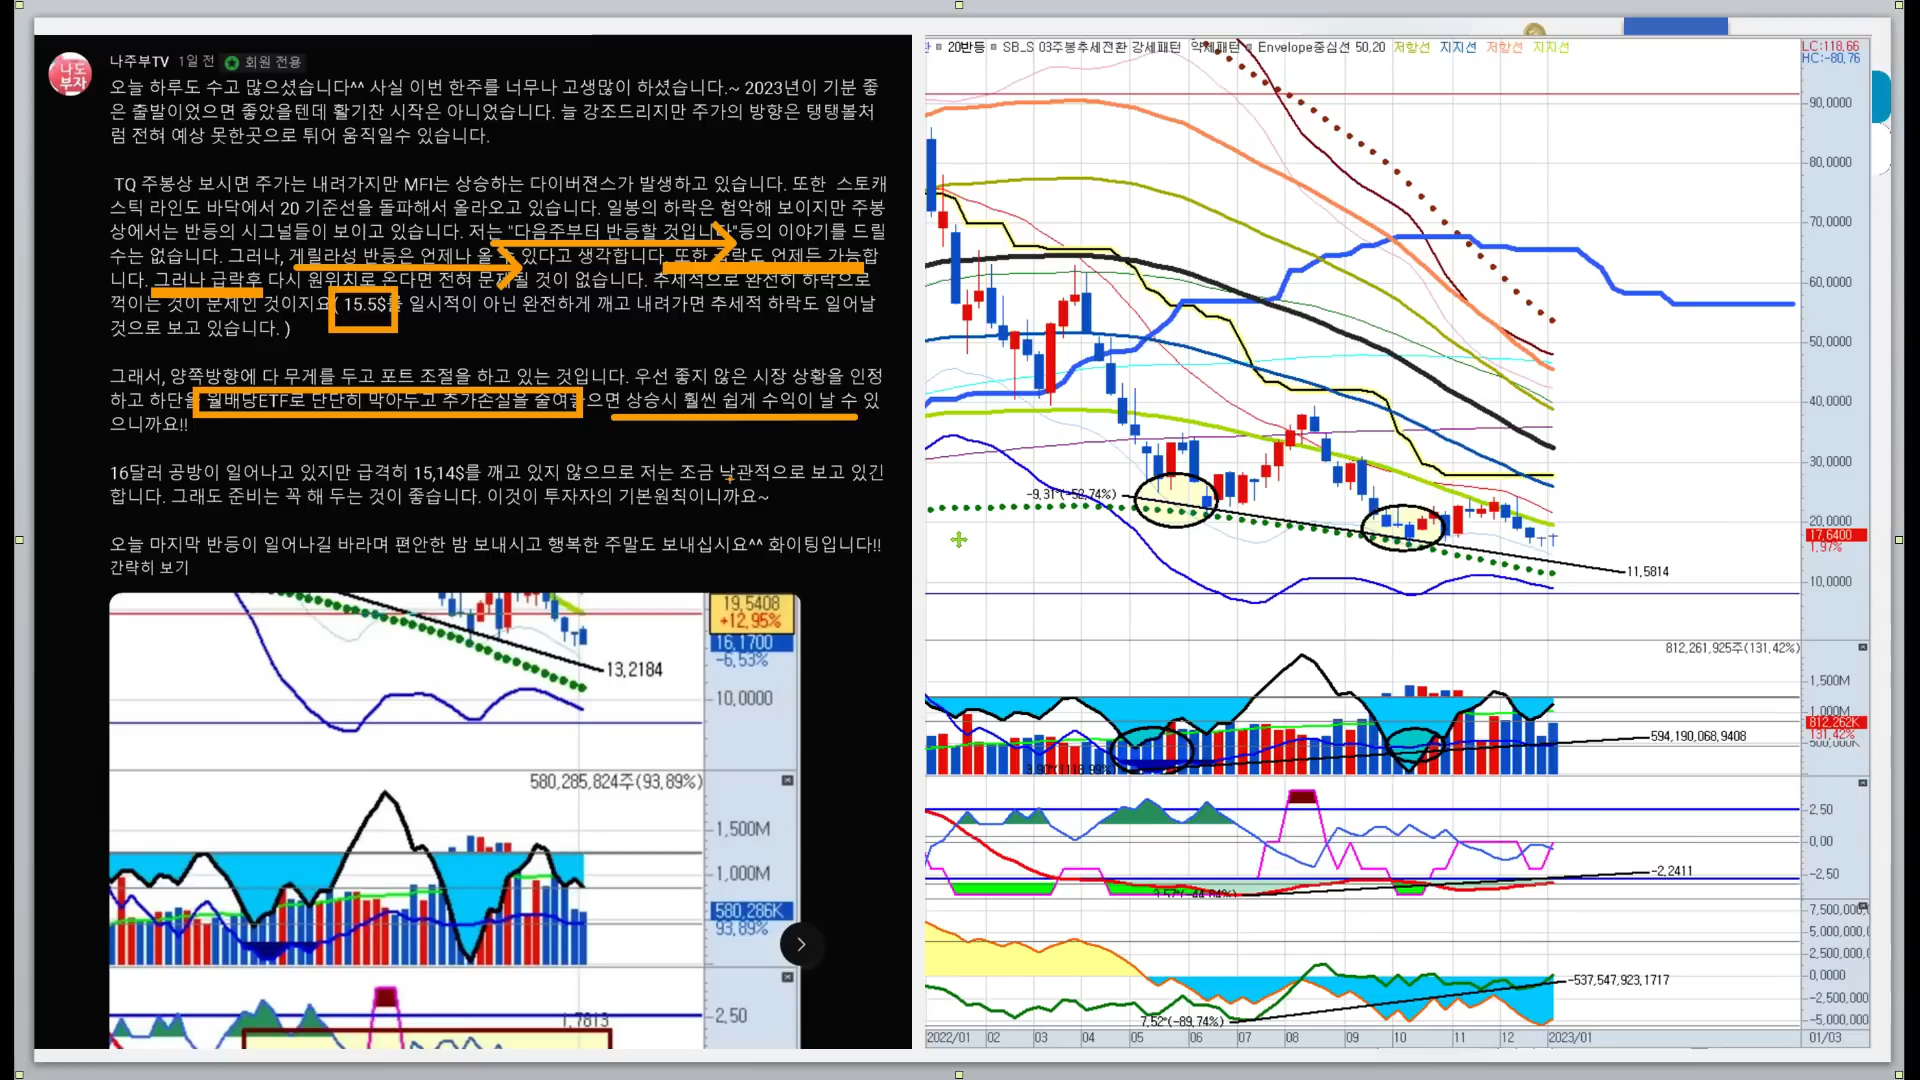 나주부TV 1일 전 회원 전용
나도
부자
오늘 하루도 수고 많으셨습니다^^ 사실 이번 한주를 너무나 고생많이 하셨습니다.~ 2023년이 기분 좋
은 출발이었으면 좋았을텐데 활기찬 시작은 아니었습니다. 늘 강조드리지만 주가의 방향은 탱탱볼처
럼 전혀 예상 못한곳으로 튀어 움직일수 있습니다.
TQ 주봉상 보시면 주가는 내려가지만 MFI는 상승하는 다이버젼스가 발생하고 있습니다. 또한 스토캐
스틱 라인도 바닥에서 20 기준선을 돌파해서 올라오고 있습니다. 일봉의 하락은 험악해 보이지만 주봉
상에서는 반등의 시그널들이 보이고 있습니다. 저는 "다음주부터 반등할 것입니다"등의 이야기를 드릴
수는 없습니다. 그러나, 게릴라성 반등은 언제나 올 있다고 생각합니다. 또한 언제든 가능합
니다. 그러나 급락후 다시 원위치로 온다면 전혀 문제될 것이 없습니다. 추세적으로 완전히 하락으로
꺽이는 것이 문제인 것이지요( 15.5$를 일시적이 아닌 완전하게 깨고 내려가면 추세적 하락도 일어날
것으로 보고 있습니다. )
그래서, 양쪽방향에 다 무게를 두고 포트 조절을 하고 있는 것입니다. 우선 좋지 않은 시장 상황을 인정
하고 하단을 월배당ETF로 단단히 막아두고 추가손실을 줄여놓으면 상승시 훨씬 쉽게 수익이 날 수 있
으니까요!!
16달러 공방이 일어나고 있지만 급격히 15,14$를 깨고 있지 않으므로 저는 조금 낙관적으로 보고 있긴
합니다. 그래도 준비는 꼭 해 두는 것이 좋습니다. 이것이 투자자의 기본원칙이니까요~
오늘 마지막 반등이 일어나길 바라며 편안한 밤 보내시고 행복한 주말도 보내십시요^^ 화이팅입니다!!
간략히 보기
19,5408
+12,95%
16,1700
-6,53%
13,2184
10,0000
580,285,824주(93,89%)
1,500M
1,000M
580,286K
93,89%
1,7813
2,50
20반등 SB_S 03주봉추세전환 강세패턴 약세패턴 Envelope중심선 50,20 저항선 지지선 저항선 지지선
LC:118,66
HC:-80,76
90,0000
80,0000
70,0000
60,0000
50,0000
40,0000
30,0000
20,0000
17,6400
1,97%
10,0000
-9,31*(-52,74%)
11,5814
812,261,925주(131,42%)
1,500M
1,000M
812,262K
131,42%
500,000K
594,190,068,9408
2,50
0,00
-2,50
-2,2411
7,500,000,
5,000,000,
2,500,000,
0,0000
-2,500,000
-5,000,000
-537,547,923,1717
7,52*(-89,74%)
2022/01 02 03 04 05 06 07 08 09 10 11 12 2023/01 01/03